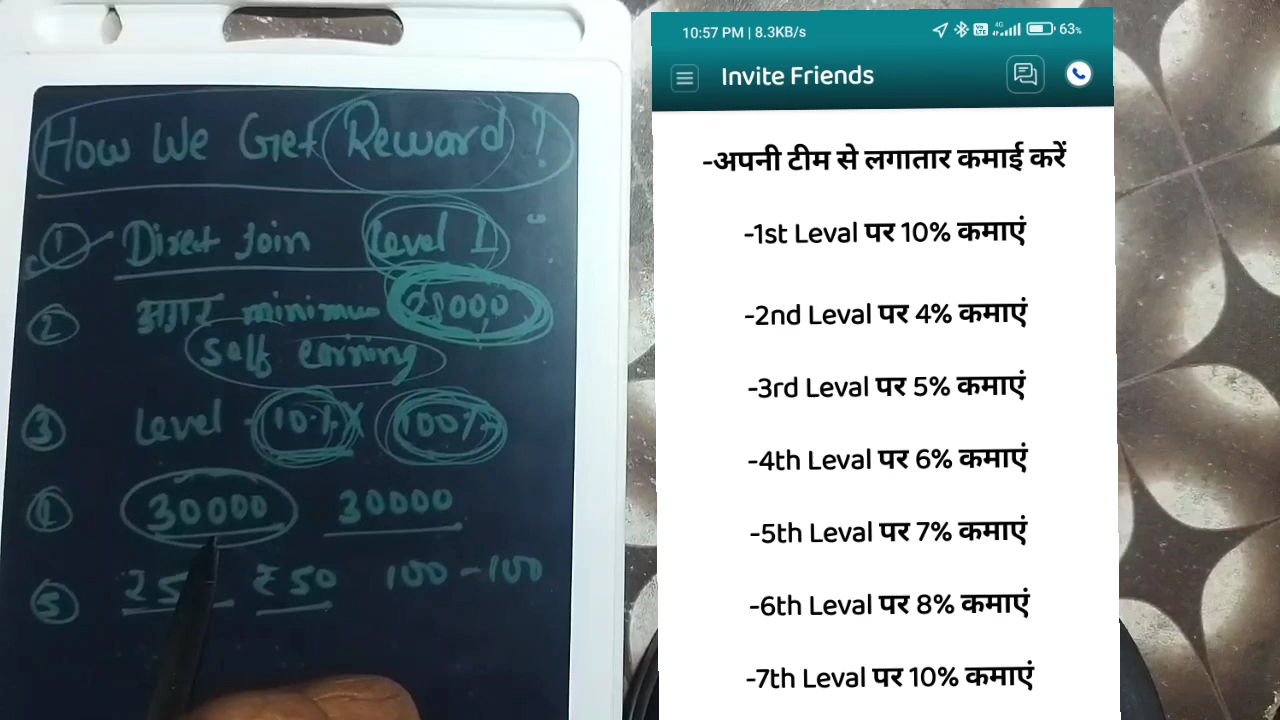 How We Get Reward ?
① Direct Join Level 1
② अगर minimum
Self earning
③ Level - 10% X 100%
④ 30000 30000
⑤ ₹ 5 ₹ 50 100 - 100
10:57 PM | 8.3KB/s 4G 63%
Invite Friends
-अपनी टीम से लगातार कमाई करें
-1st Leval पर 10% कमाएं
-2nd Leval पर 4% कमाएं
-3rd Leval पर 5% कमाएं
-4th Leval पर 6% कमाएं
-5th Leval पर 7% कमाएं
-6th Leval पर 8% कमाएं
-7th Leval पर 10% कमाएं